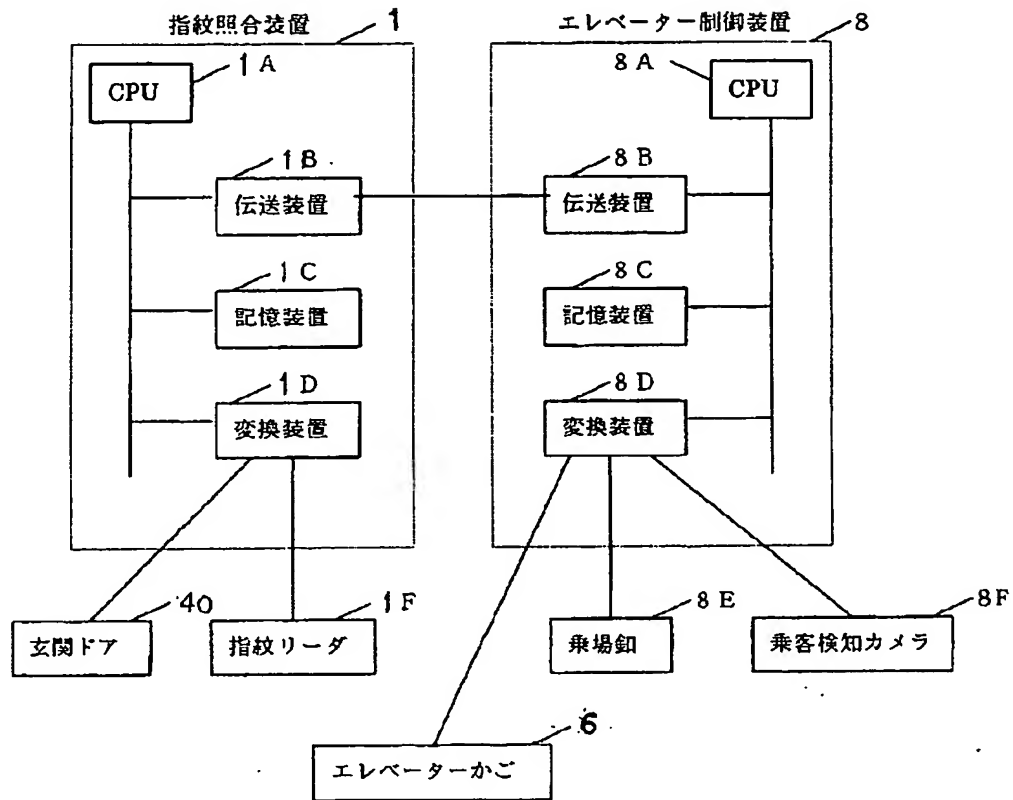 指紋照合装置 1
エレベーター制御装置 8
1A
CPU
8A
CPU
1B
伝送装置
8B
伝送装置
1C
記憶装置
8C
記憶装置
1D
変換装置
8D
変換装置
40
玄関ドア
1F
指紋リーダ
8E
乗場釦
8F
乗客検知カメラ
6
エレベーターかご